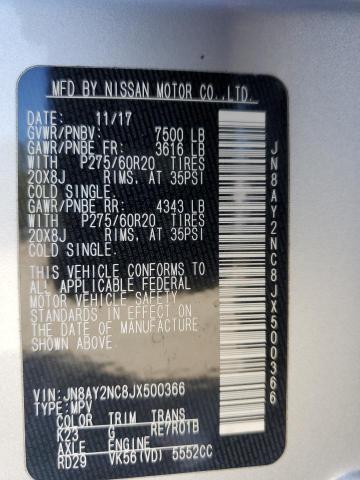 MFD BY NISSAN MOTOR CO.,LTD.
DATE: 11/17
GVWR/PNBV: 7500 LB
GAWR/PNBE FR: 3616 LB
WITH P275/60R20 TIRES
20X8J RIMS, AT 35PSI
COLD SINGLE.
GAWR/PNBE RR: 4343 LB
WITH P275/60R20 TIRES
20X8J RIMS, AT 35PSI
COLD SINGLE.
THIS VEHICLE CONFORMS TO
ALL APPLICABLE FEDERAL
MOTOR VEHICLE SAFETY
AND THEFT PREVENTION
STANDARDS IN EFFECT
ON THE DATE OF MANUFACTURE
SHOWN ABOVE.
VIN: JN8AY2NC8JX500366
TYPE: MPV
COLOR TRIM TRANS
K23 G RE7R01B
AXLE ENGINE
RD29 VK56(VD) 5552CC
JN8AY2NC8JX500366